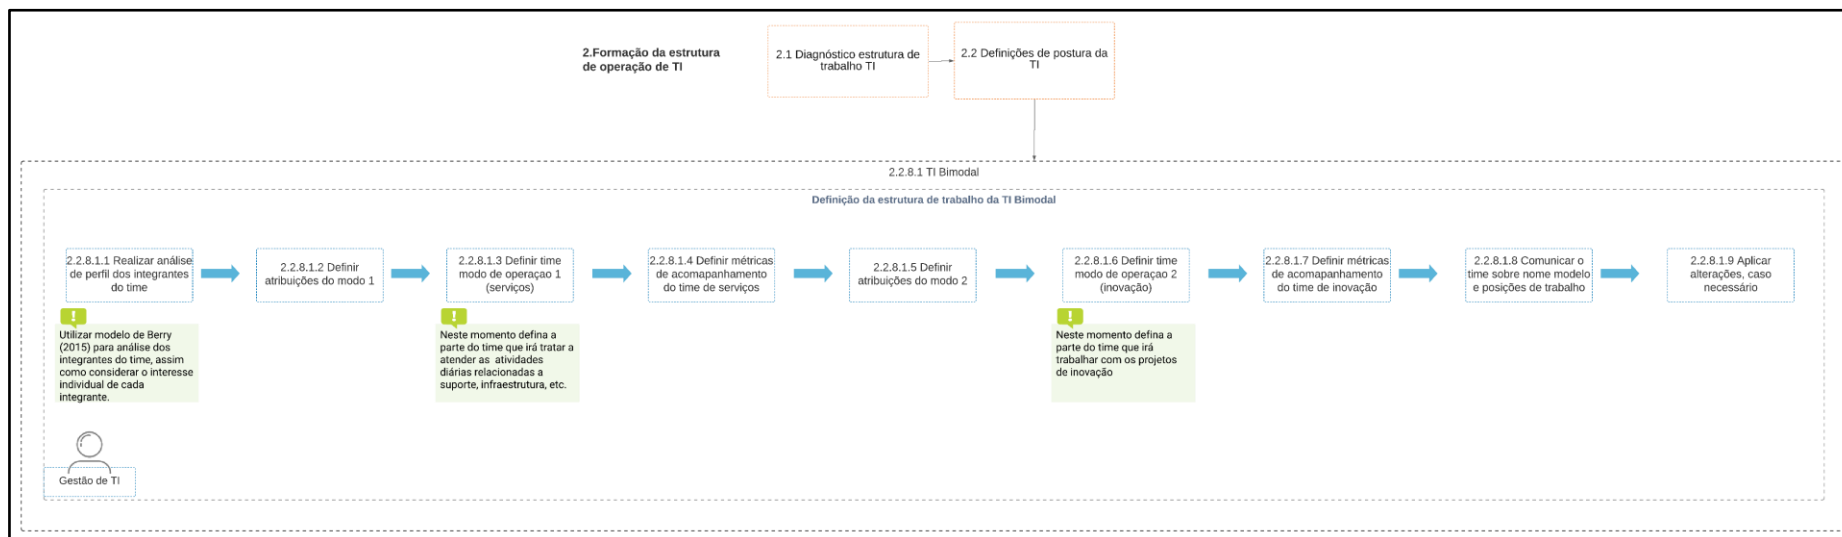 2.Formação da estrutura
de operação de TI
2.1 Diagnóstico estrutura de
trabalho TI
2.2 Definições de postura da
TI
2.2.8.1 TI Bimodal
Definição da estrutura de trabalho da TI Bimodal
2.2.8.1.1 Realizar análise
de perfil dos integrantes
do time
2.2.8.1.2 Definir
atribuições do modo 1
2.2.8.1.3 Definir time
modo de operaçao 1
(serviços)
2.2.8.1.4 Definir métricas
de acomapanhamento
do time de serviços
2.2.8.1.5 Definir
atribuições do modo 2
2.2.8.1.6 Definir time
modo de operaçao 2
(inovação)
2.2.8.1.7 Definir métricas
de acomapanhamento
do time de inovação
2.2.8.1.8 Comunicar o
time sobre nome modelo
e posições de trabalho
2.2.8.1.9 Aplicar
alterações, caso
necessário
Utilizar modelo de Berry
(2015) para análise dos
integrantes do time, assim
como considerar o interesse
individual de cada
integrante.
Neste momento defina a
parte do time que irá tratar a
atender as atividades
diárias relacionadas a
suporte, infraestrutura, etc.
Neste momento defina a
parte do time que irá
trabalhar com os projetos
de inovação
Gestão de TI